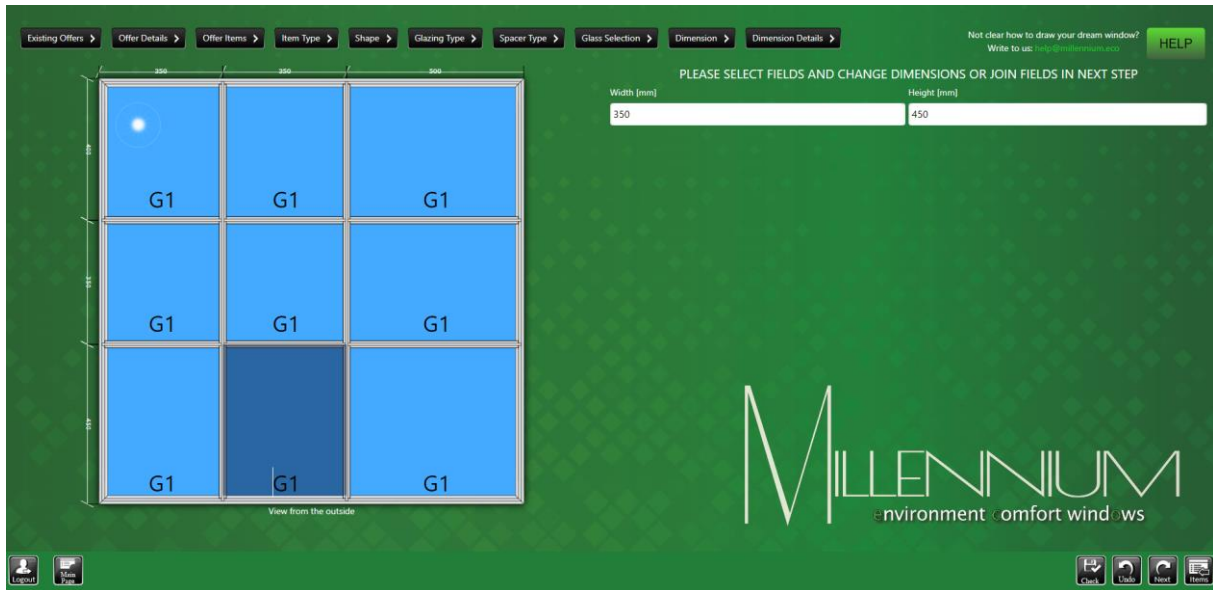 Existing Offers
Offer Details
Offer Items
Item Type
Shape
Glazing Type
Spacer Type
Glass Selection
Dimension
Dimension Details
Not clear how to draw your dream window?
Write to us: help@millennium.eco
HELP
PLEASE SELECT FIELDS AND CHANGE DIMENSIONS OR JOIN FIELDS IN NEXT STEP
Width [mm]
Height [mm]
350
450
350
350
500
400
350
450
G1
G1
G1
G1
G1
G1
G1
G1
G1
View from the outside
MILLENNIUM
environment comfort windows
Logout
Main Page
Check
Undo
Next
Items